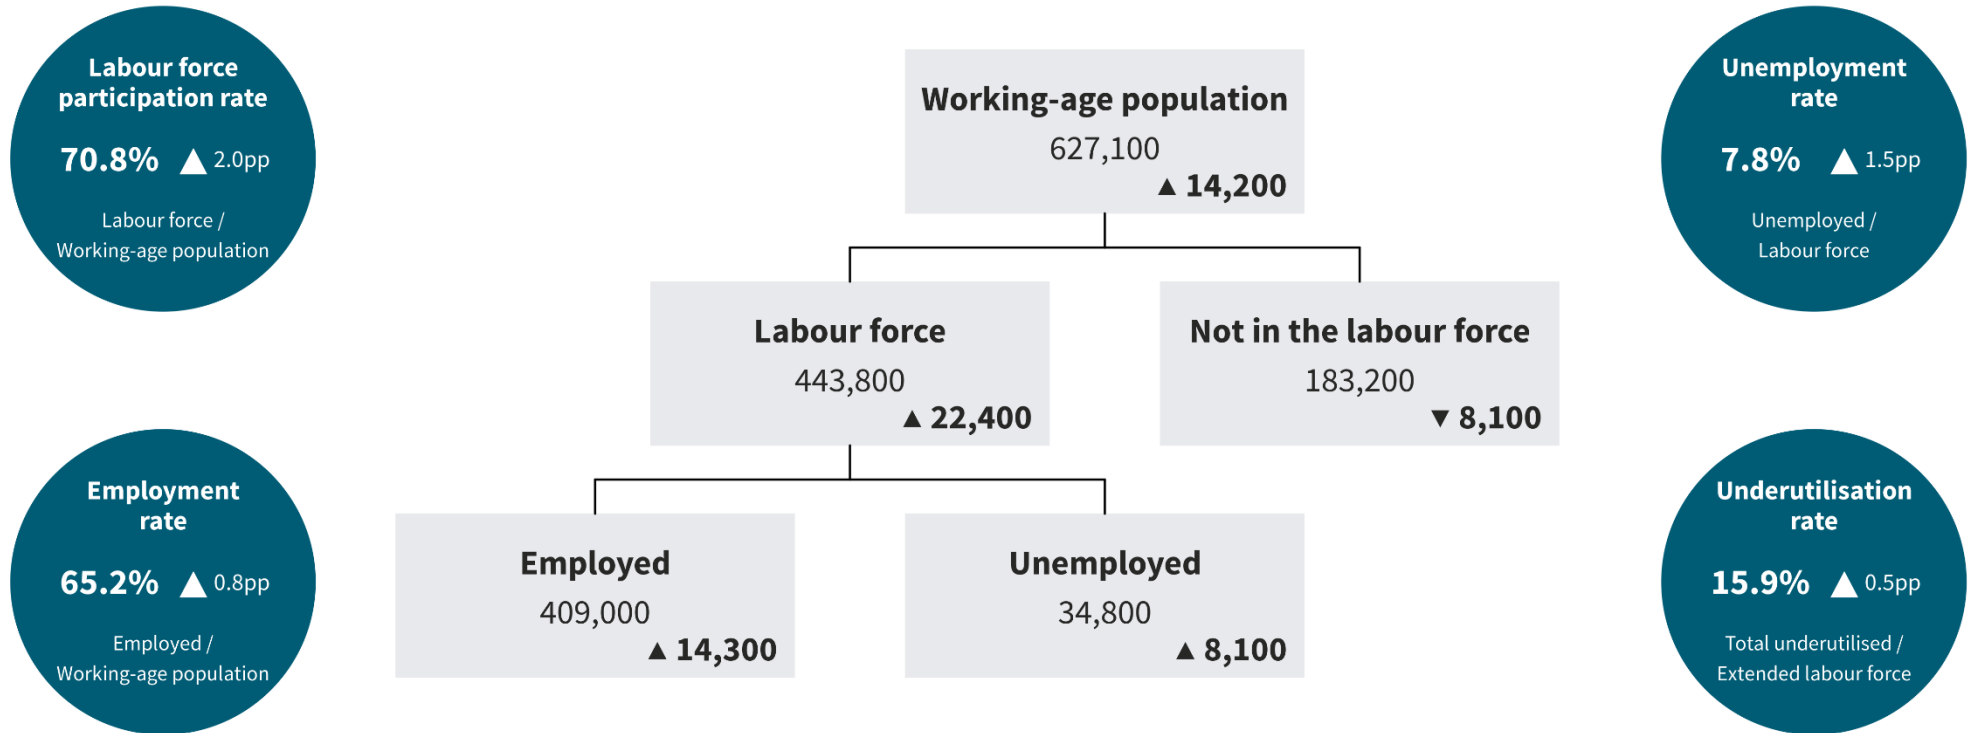 Labour force
participation rate
70.8% ▲ 2.0pp
Labour force /
Working-age population
Employment
rate
65.2% ▲ 0.8pp
Employed /
Working-age population
Working-age population
627,100
▲ 14,200
Labour force
443,800
▲ 22,400
Not in the labour force
183,200
▼ 8,100
Employed
409,000
▲ 14,300
Unemployed
34,800
▲ 8,100
Unemployment
rate
7.8% ▲ 1.5pp
Unemployed /
Labour force
Underutilisation
rate
15.9% ▲ 0.5pp
Total underutilised /
Extended labour force